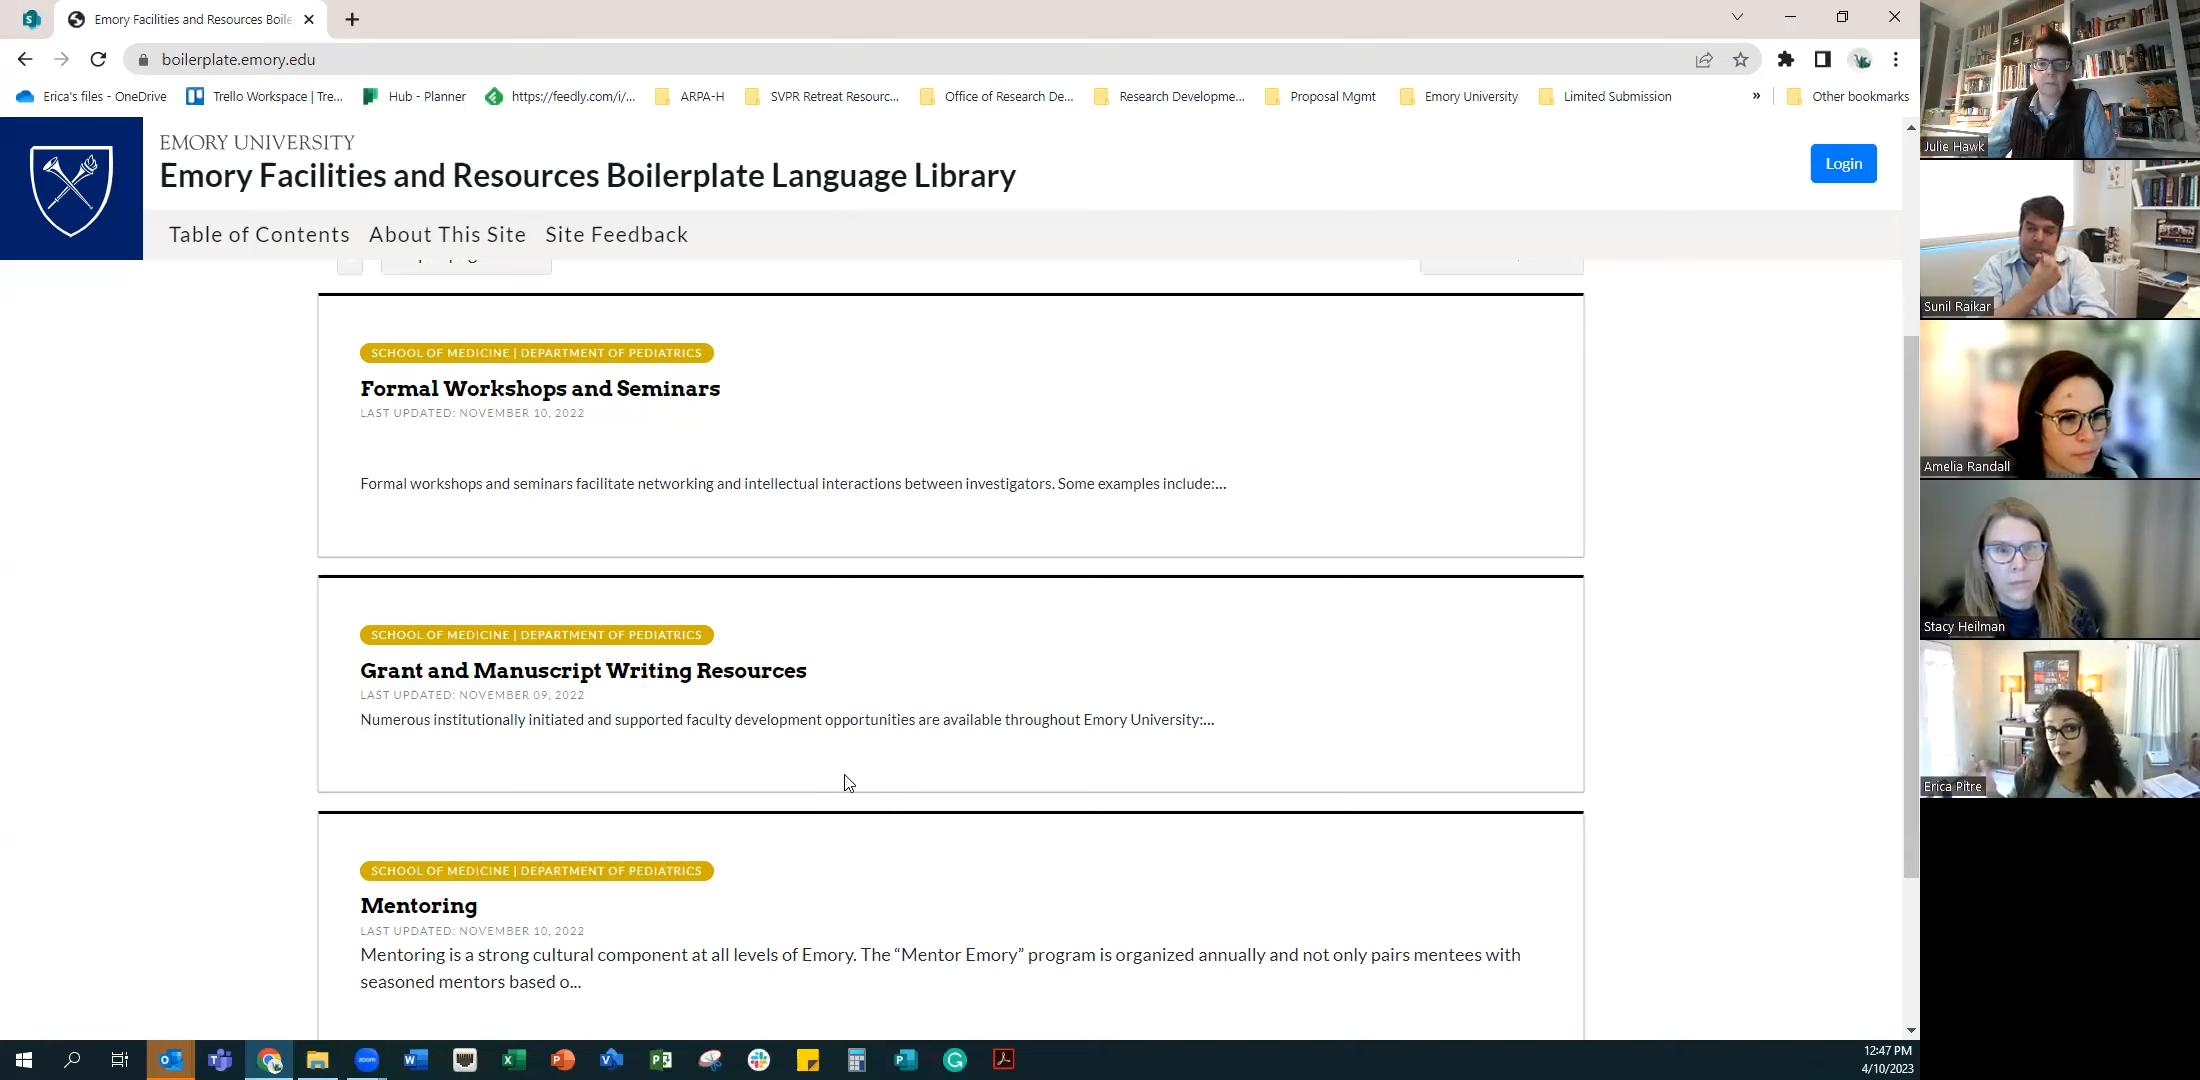 Emory Facilities and Resources Boile
boilerplate.emory.edu
Erica's files - OneDrive
Trello Workspace | Tre...
Hub - Planner
https://feedly.com/i/...
ARPA-H
SVPR Retreat Resourc...
Office of Research De...
Research Developme...
Proposal Mgmt
Emory University
Limited Submission
»
Other bookmarks
EMORY UNIVERSITY
Emory Facilities and Resources Boilerplate Language Library
Login
Table of Contents
About This Site
Site Feedback
SCHOOL OF MEDICINE | DEPARTMENT OF PEDIATRICS
Formal Workshops and Seminars
LAST UPDATED: NOVEMBER 10, 2022
Formal workshops and seminars facilitate networking and intellectual interactions between investigators. Some examples include:...
SCHOOL OF MEDICINE | DEPARTMENT OF PEDIATRICS
Grant and Manuscript Writing Resources
LAST UPDATED: NOVEMBER 09, 2022
Numerous institutionally initiated and supported faculty development opportunities are available throughout Emory University:...
SCHOOL OF MEDICINE | DEPARTMENT OF PEDIATRICS
Mentoring
LAST UPDATED: NOVEMBER 10, 2022
Mentoring is a strong cultural component at all levels of Emory. The “Mentor Emory” program is organized annually and not only pairs mentees with
seasoned mentors based o...
Julie Hawk
Sunil Raikar
Amelia Randall
Stacy Heilman
Erica Pitre
zoom
12:47 PM
4/10/2023